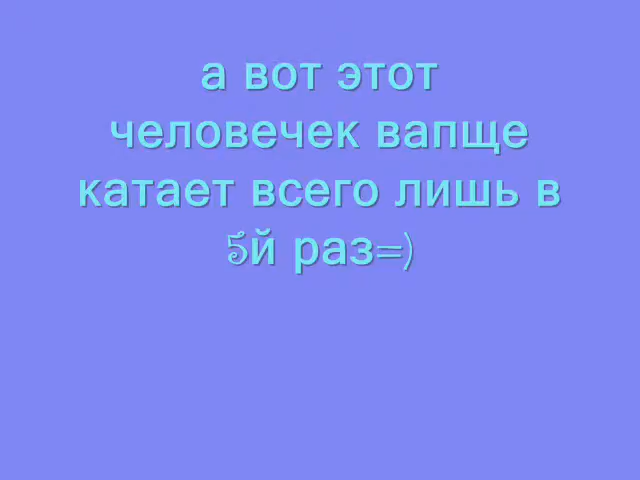 а вот этот
человечек вапще
катает всего лишь в
5й раз=)